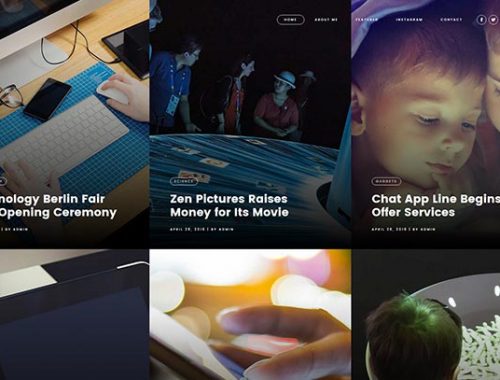 HOME
ABOUT ME
FEATURED
INSTAGRAM
CONTACT
nology Berlin Fair
Opening Ceremony
| BY ADMIN
SCIENCE
Zen Pictures Raises
Money for Its Movie
APRIL 28, 2016 | BY ADMIN
GADGETS
Chat App Line Begins
Offer Services
APRIL 28, 2016 | BY ADMIN